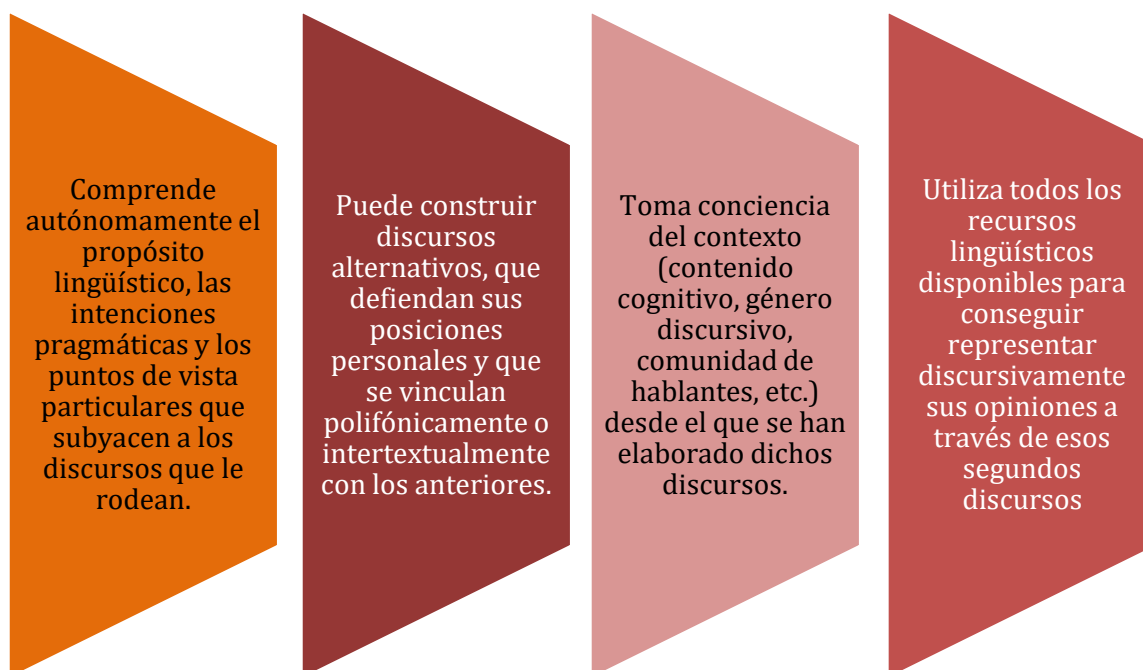 Comprende
autónomamente el
propósito
lingüístico, las
intenciones
pragmáticas y los
puntos de vista
particulares que
subyacen a los
discursos que le
rodean.
Puede construir
discursos
alternativos, que
defiendan sus
posiciones
personales y que
se vinculan
polifónicamente o
intertextualmente
con los anteriores.
Toma conciencia
del contexto
(contenido
cognitivo, género
discursivo,
comunidad de
hablantes, etc.)
desde el que se han
elaborado dichos
discursos.
Utiliza todos los
recursos
lingüísticos
disponibles para
conseguir
representar
discursivamente
sus opiniones a
través de esos
segundos
discursos